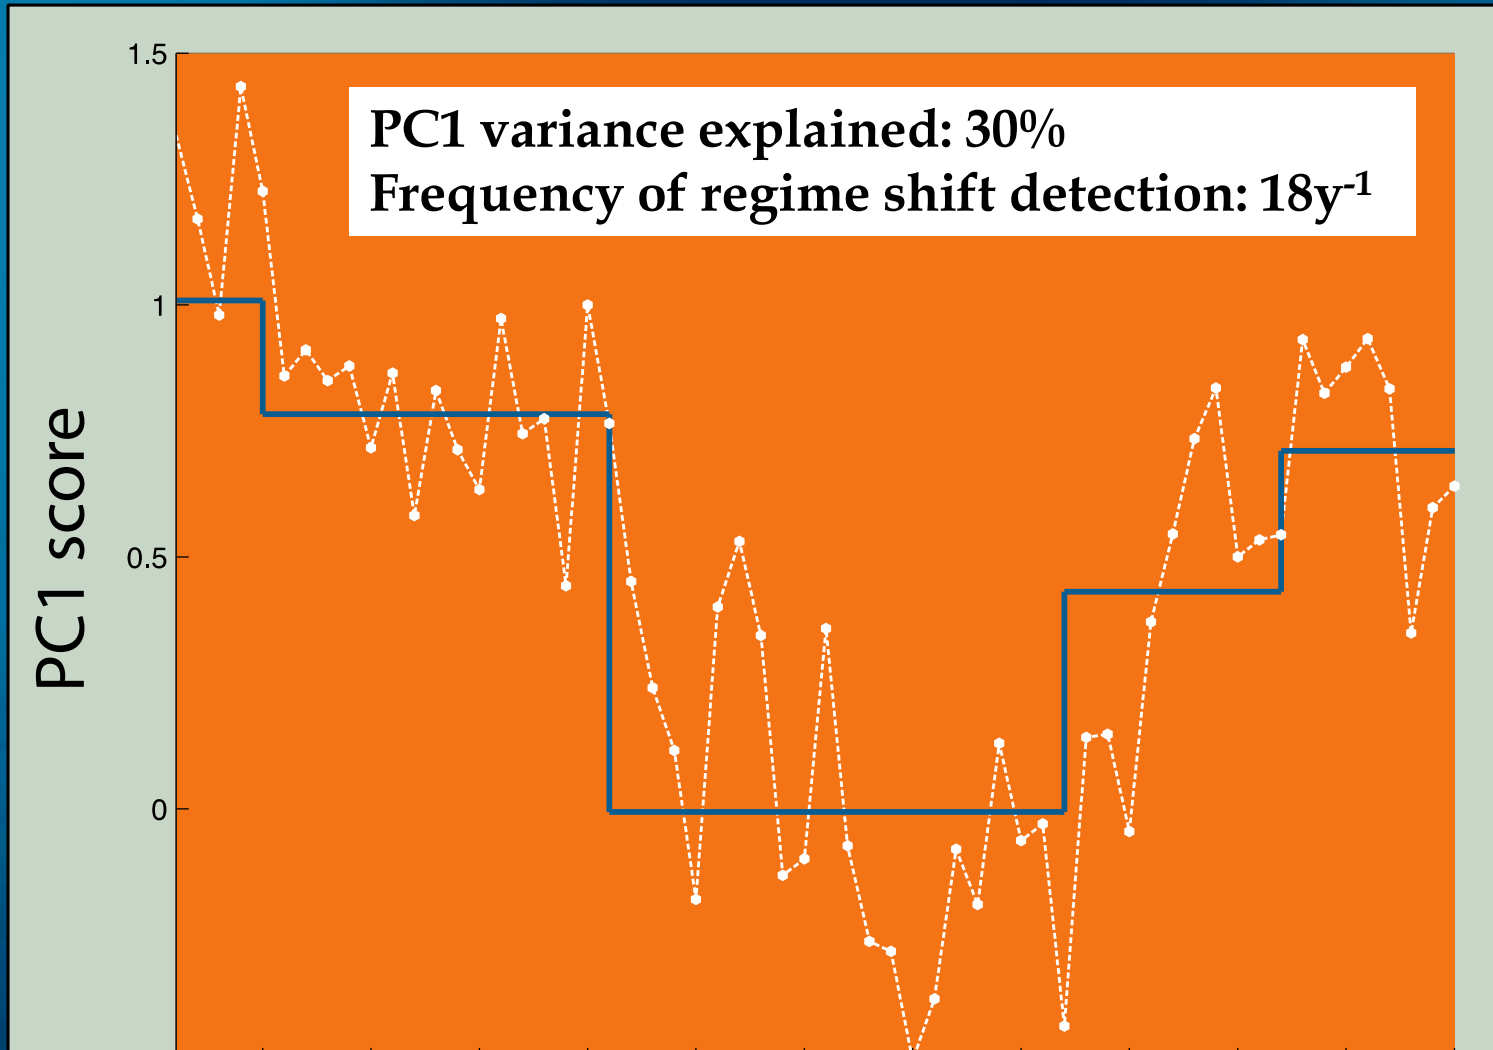 1.5
PC1 variance explained: 30%
Frequency of regime shift detection: 18y-1
1
PC1 score
0.5
0